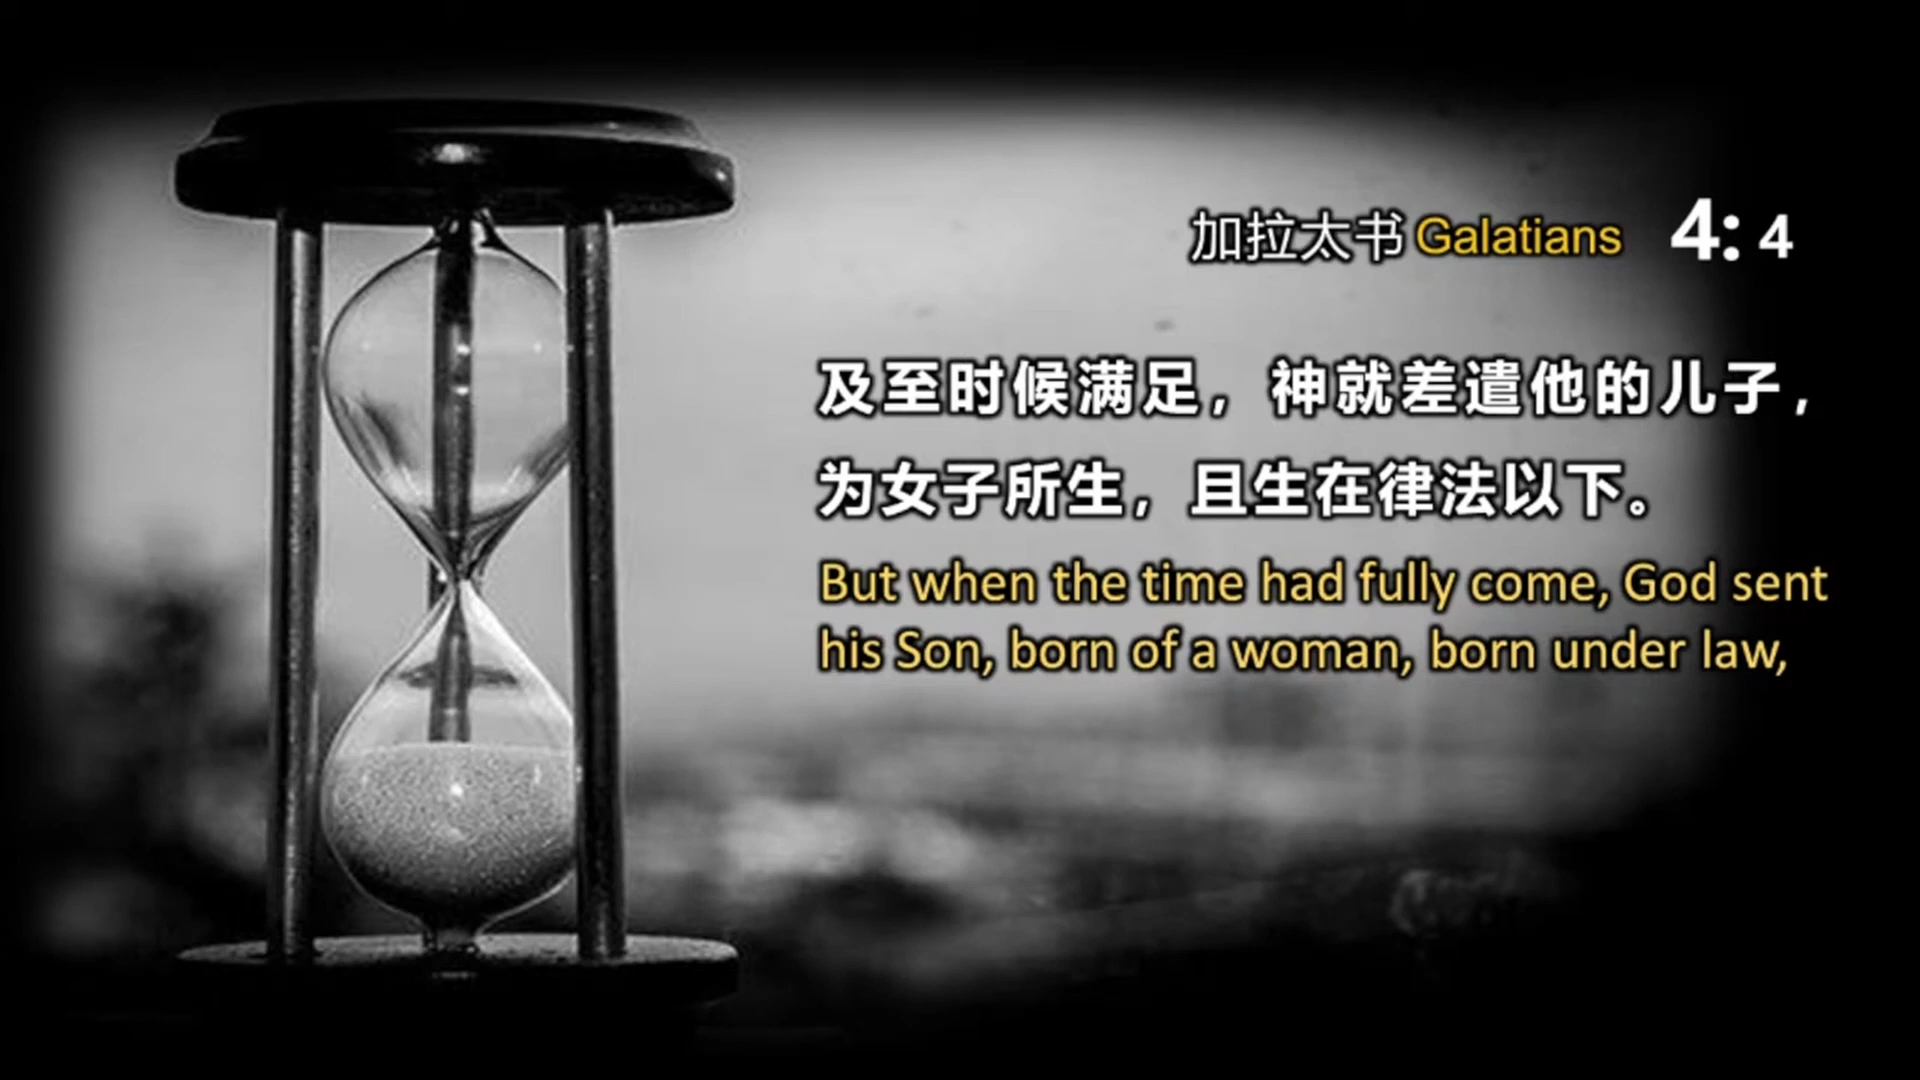 加拉太书 Galatians 4: 4
及至时候满足，神就差遣他的儿子，
为女子所生，且生在律法以下。
But when the time had fully come, God sent
his Son, born of a woman, born under law,